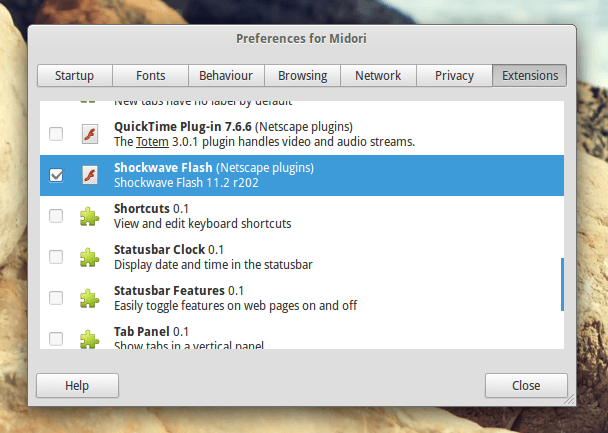 Preferences for Midori
Startup Fonts Behaviour Browsing Network Privacy Extensions
New tabs have no label by default
QuickTime Plug-in 7.6.6 (Netscape plugins)
The Totem 3.0.1 plugin handles video and audio streams.
Shockwave Flash (Netscape plugins)
Shockwave Flash 11.2 r202
Shortcuts 0.1
View and edit keyboard shortcuts
Statusbar Clock 0.1
Display date and time in the statusbar
Statusbar Features 0.1
Easily toggle features on web pages on and off
Tab Panel 0.1
Show tabs in a vertical panel
Help Close